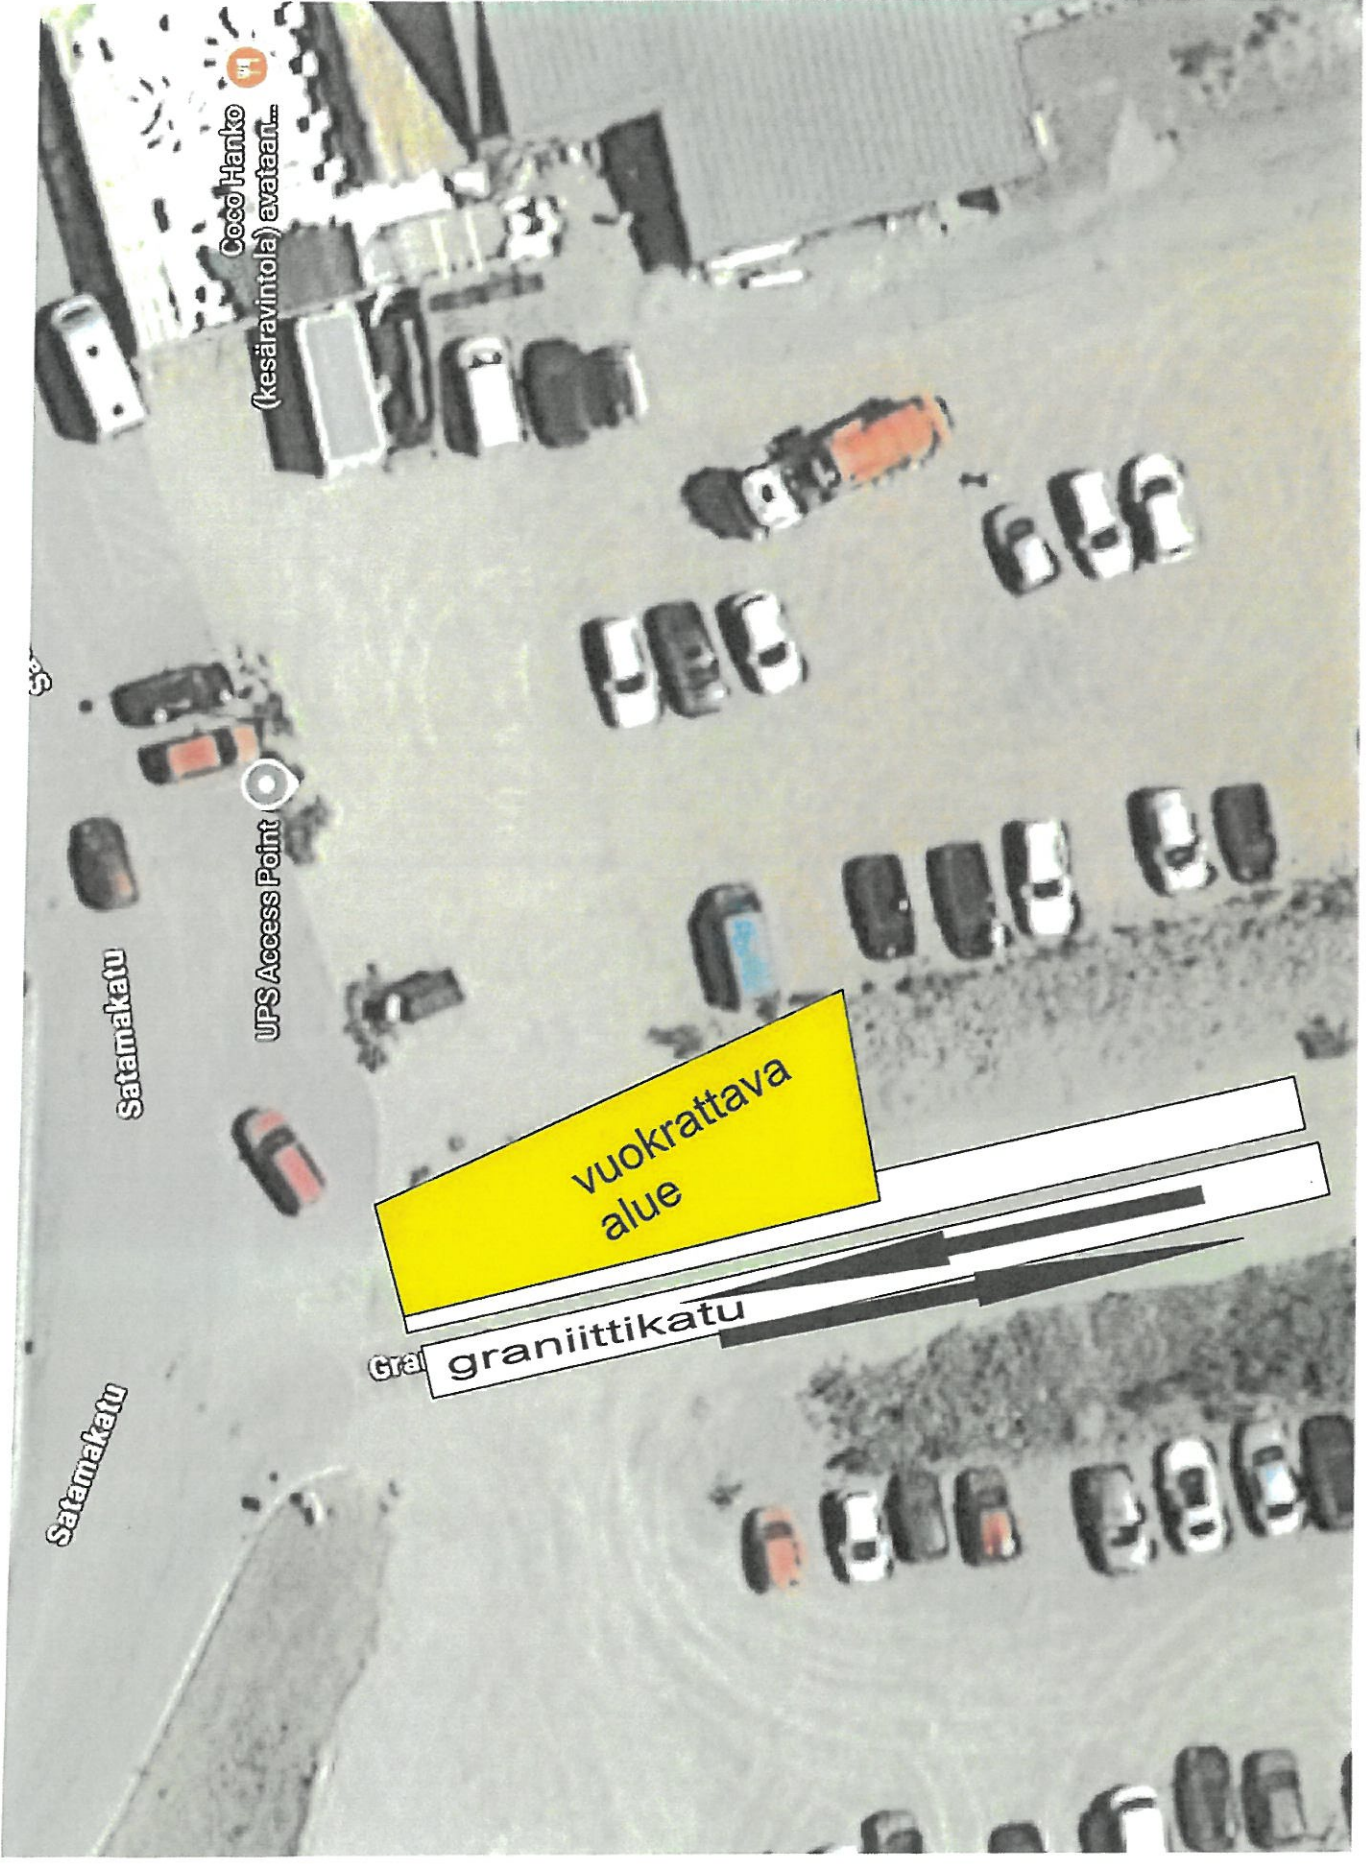 Coco Hanko
(kesäravintola) avataan...
UPS Access Point
Satamakatu
vuokrattava
alue
graniittikatu
Gra
Satamakatu